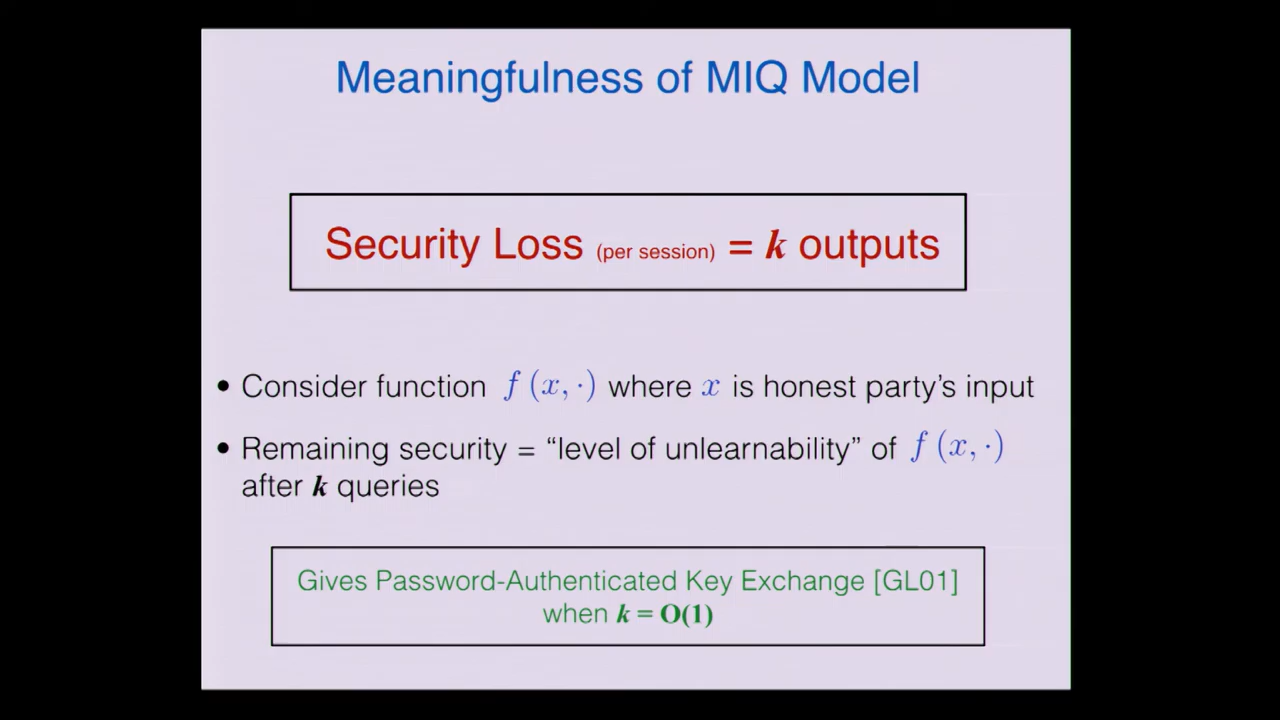 Meaningfulness of MIQ Model
Security Loss (per session) = k outputs
• Consider function f (x, ·) where x is honest party's input
• Remaining security = “level of unlearnability” of f (x, ·)
after k queries
Gives Password-Authenticated Key Exchange [GL01]
when k = O(1)